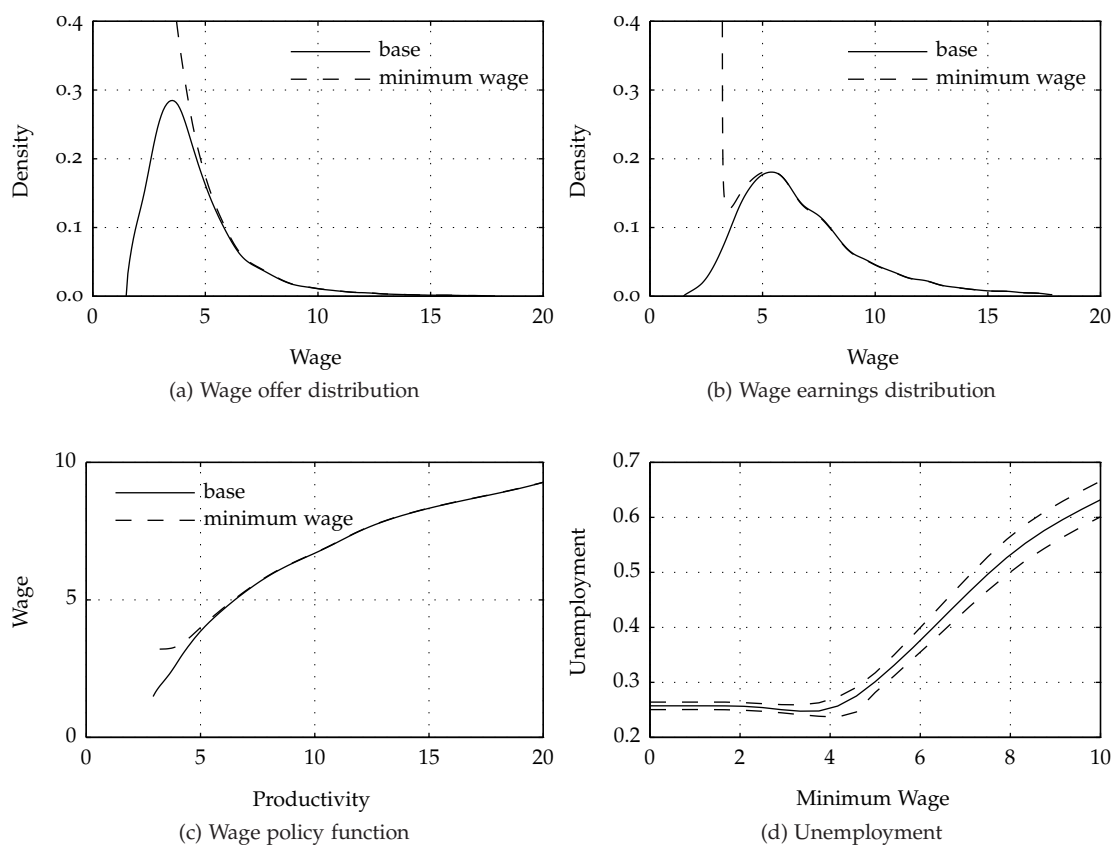 0.4
0.3
0.2
0.1
0.0
Density
base
minimum wage
0
5
10
15
20
Wage
(a) Wage offer distribution
0.4
0.3
0.2
0.1
0.0
Density
base
minimum wage
0
5
10
15
20
Wage
(b) Wage earnings distribution
10
5
0
Wage
base
minimum wage
0
5
10
15
20
Productivity
(c) Wage policy function
0.7
0.6
0.5
0.4
0.3
0.2
Unemployment
0
2
4
6
8
10
Minimum Wage
(d) Unemployment